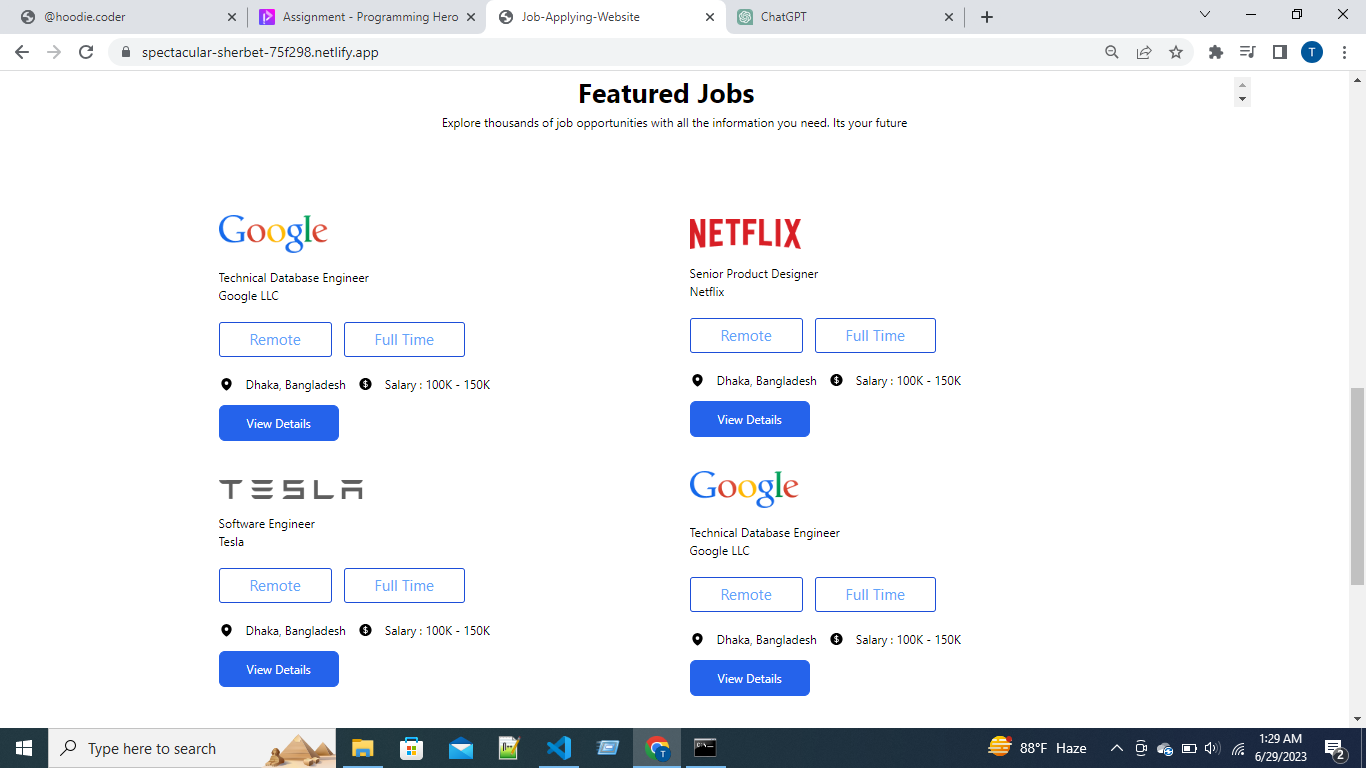 @hoodie.coder
Assignment - Programming Hero
Job-Applying-Website
ChatGPT
spectacular-sherbet-75f298.netlify.app
T
Featured Jobs
Explore thousands of job opportunities with all the information you need. Its your future
Google
Technical Database Engineer
Google LLC
Remote
Full Time
Dhaka, Bangladesh
Salary : 100K - 150K
View Details
NETFLIX
Senior Product Designer
Netflix
Remote
Full Time
Dhaka, Bangladesh
Salary : 100K - 150K
View Details
TESLA
Software Engineer
Tesla
Remote
Full Time
Dhaka, Bangladesh
Salary : 100K - 150K
View Details
Google
Technical Database Engineer
Google LLC
Remote
Full Time
Dhaka, Bangladesh
Salary : 100K - 150K
View Details
Type here to search
T
88°F Haze
1:29 AM
6/29/2023
2